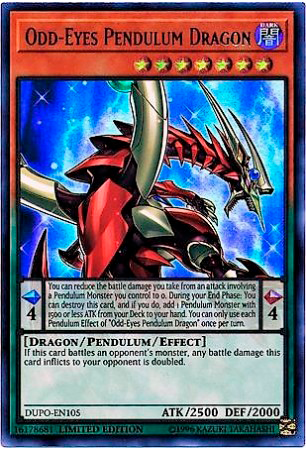 ODD-EYES PENDULUM DRAGON
DARK
闇
You can reduce the battle damage you take from an attack involving
a Pendulum Monster you control to 0. During your End Phase: You can
destroy this card, and if you do, add 1 Pendulum Monster with
1500 or less ATK from your Deck to your hand. You can only use each
Pendulum Effect of "Odd-Eyes Pendulum Dragon" once per turn.
4
4
[DRAGON/PENDULUM/EFFECT]
If this card battles an opponent's monster, any battle damage this
card inflicts to your opponent is doubled.
DUPO-EN105
ATK/2500 DEF/2000
16178681 LIMITED EDITION
©1996 KAZUKI TAKAHASHI